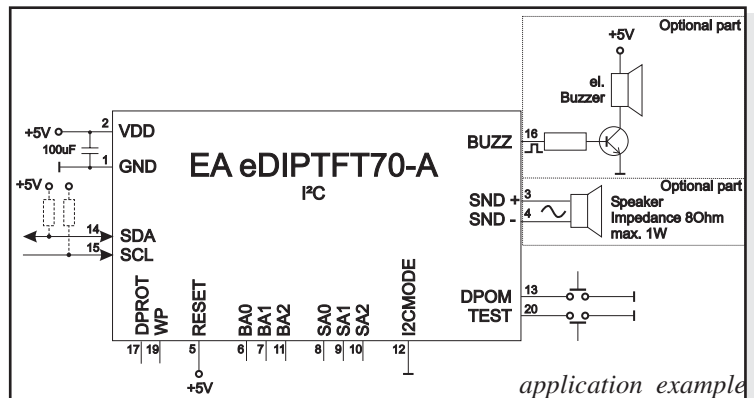 Optional part
+5V
el.
Buzzer
2
+5V
VDD
100uF
1
GND
EA eDIPTFT70-A
I²C
BUZZ
16
+5V
Optional part
SND +
3
SND -
4
Speaker
Impedance 8Ohm
max. 1W
14
SDA
15
SCL
DPOM
13
TEST
20
DPROT
WP
RESET
BA0
BA1
BA2
SA0
SA1
SA2
I2CMODE
17
19
5
6
7
11
8
9
10
12
+5V
application example